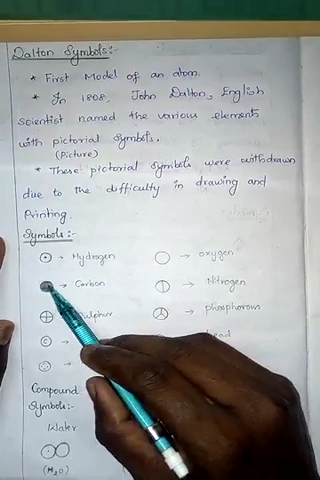 Dalton Symbols:-
* First Model of an atom.
* In 1808, John Dalton, English
scientist named the various elements
with pictorial symbols.
(Picture)
* These pictorial symbols were withdrawn
due to the difficulty in drawing and
Printing.
Symbols:-
→ Hydrogen → oxygen
→ Carbon → Nitrogen
Sulphur → phosphorous
C →
→
Compound
Symbols:-
Water
(H2O)